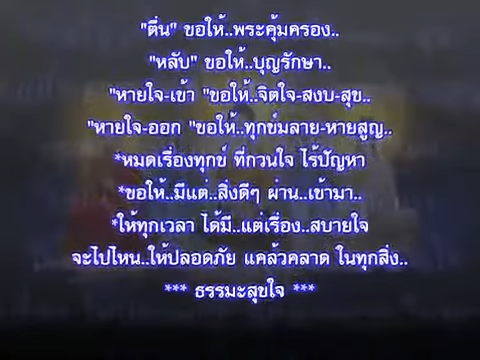 "ตื่น" ขอให้..พระคุ้มครอง..
"หลับ" ขอให้..บุญรักษา..
"หายใจ-เข้า "ขอให้..จิตใจ-สงบ-สุข..
"หายใจ-ออก "ขอให้..ทุกข์มลาย-หายสูญ..
*หมดเรื่องทุกข์ ที่กวนใจ ไร้ปัญหา
*ขอให้..มีแต่..สิ่งดีๆ ผ่าน..เข้ามา..
*ให้ทุกเวลา ได้มี..แต่เรื่อง..สบายใจ
จะไปไหน..ให้ปลอดภัย แคล้วคลาด ในทุกสิ่ง..
*** ธรรมะสุขใจ ***